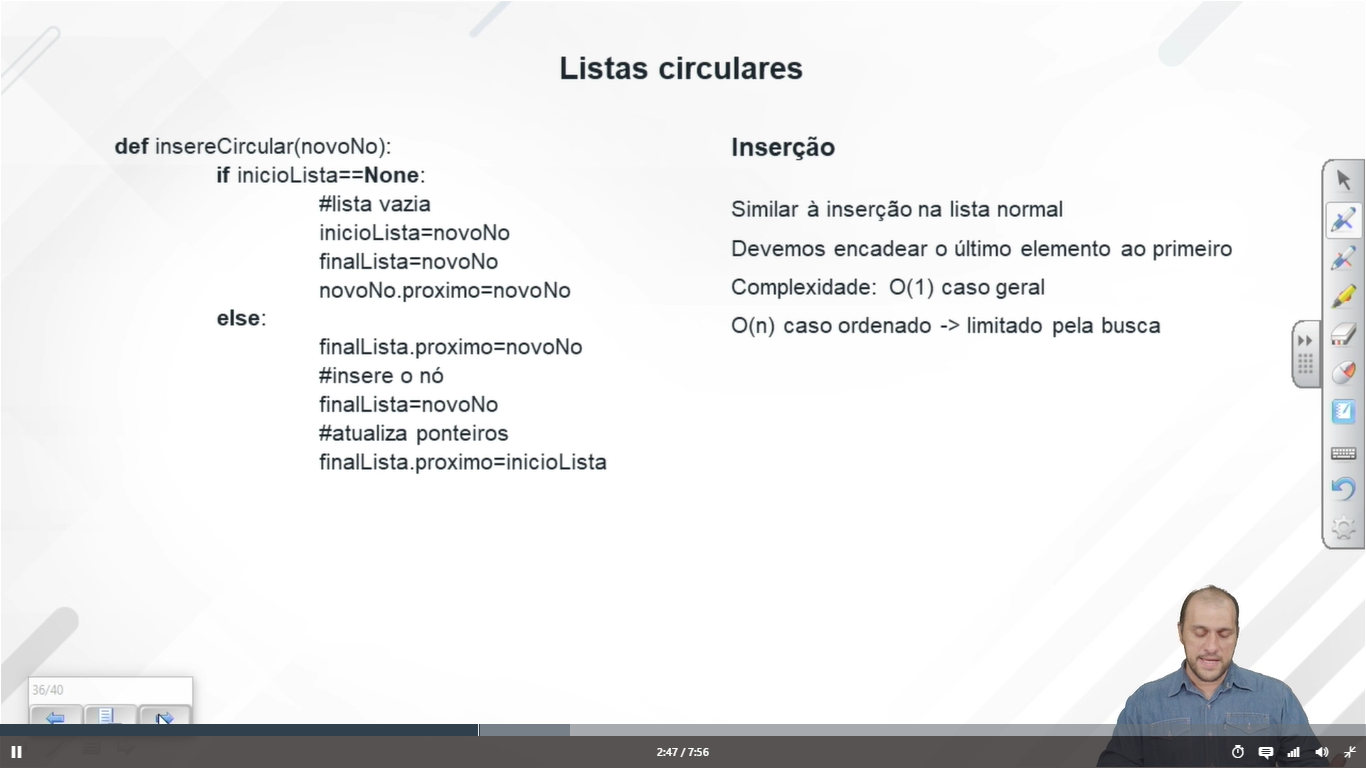 Listas circulares
def insereCircular(novoNo):
if inicioLista==None:
#lista vazia
inicioLista=novoNo
finalLista=novoNo
novoNo.proximo=novoNo
else:
finalLista.proximo=novoNo
#insere o nó
finalLista=novoNo
#atualiza ponteiros
finalLista.proximo=inicioLista
Inserção
Similar à inserção na lista normal
Devemos encadear o último elemento ao primeiro
Complexidade: O(1) caso geral
O(n) caso ordenado -> limitado pela busca
36/40
2:47 / 7:56